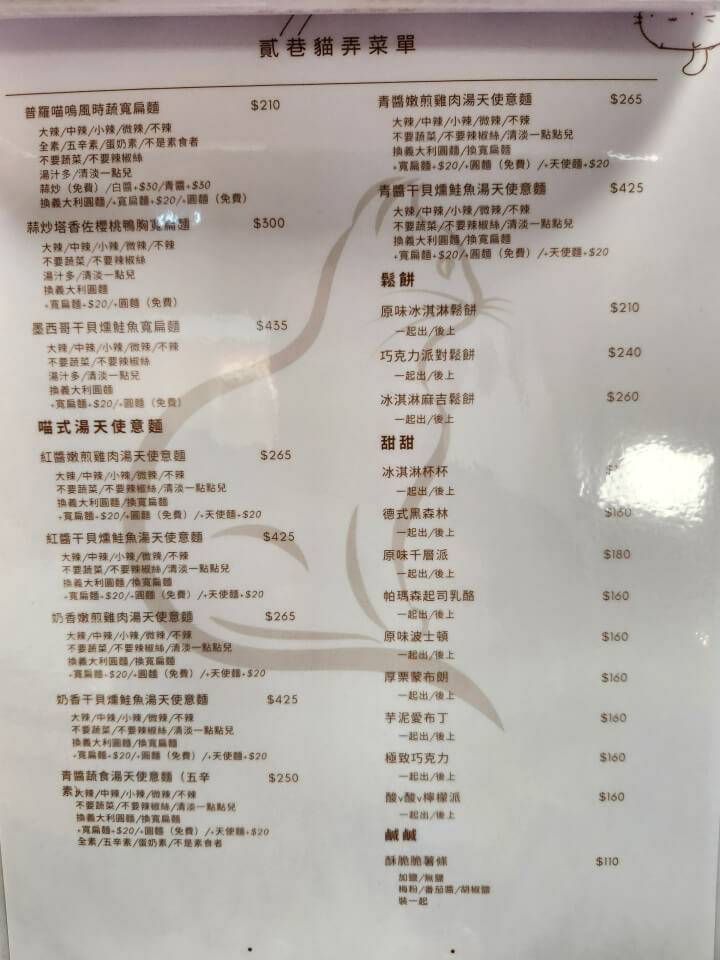 貳巷貓弄菜單
普羅喵嗚風時蔬寬扁麵 $210
大辣/中辣/小辣/微辣/不辣
全素/五辛素/蛋奶素/不是素食者
不要蔬菜/不要辣椒絲
湯汁多/清淡一點兒
蒜炒（免費）/白醬+$30/青醬+$30
換義大利圓麵/+寬扁麵+$20/+圓麵（免費）
蒜炒塔香佐櫻桃鴨胸寬扁麵 $300
大辣/中辣/小辣/微辣/不辣
不要蔬菜/不要辣椒絲
湯汁多/清淡一點兒
換義大利圓麵
+寬扁麵+$20/+圓麵（免費）
墨西哥干貝燻鮭魚寬扁麵 $435
大辣/中辣/小辣/微辣/不辣
不要蔬菜/不要辣椒絲
湯汁多/清淡一點兒
換義大利圓麵
+寬扁麵+$20/+圓麵（免費）
喵式湯天使意麵
紅醬嫩煎雞肉湯天使意麵 $265
大辣/中辣/小辣/微辣/不辣
不要蔬菜/不要辣椒絲/清淡一點點兒
換義大利圓麵/換寬扁麵
+寬扁麵+$20/+圓麵（免費）/+天使麵+$20
紅醬干貝燻鮭魚湯天使意麵 $425
大辣/中辣/小辣/微辣/不辣
不要蔬菜/不要辣椒絲/清淡一點點兒
換義大利圓麵/換寬扁麵
+寬扁麵+$20/+圓麵（免費）/+天使麵+$20
奶香嫩煎雞肉湯天使意麵 $265
大辣/中辣/小辣/微辣/不辣
不要蔬菜/不要辣椒絲/清淡一點點兒
換義大利圓麵/換寬扁麵
+寬扁麵+$20/+圓麵（免費）/+天使麵+$20
奶香干貝燻鮭魚湯天使意麵 $425
大辣/中辣/小辣/微辣/不辣
不要蔬菜/不要辣椒絲/清淡一點點兒
換義大利圓麵/換寬扁麵
+寬扁麵+$20/+圓麵（免費）/+天使麵+$20
青醬蔬食湯天使意麵（五辛 $250
素）
大辣/中辣/小辣/微辣/不辣
不要蔬菜/不要辣椒絲/清淡一點點兒
換義大利圓麵/換寬扁麵
+寬扁麵+$20/+圓麵（免費）/+天使麵+$20
全素/五辛素/蛋奶素/不是素食者
青醬嫩煎雞肉湯天使意麵 $265
大辣/中辣/小辣/微辣/不辣
不要蔬菜/不要辣椒絲/清淡一點點兒
換義大利圓麵/換寬扁麵
+寬扁麵+$20/+圓麵（免費）/+天使麵+$20
青醬干貝燻鮭魚湯天使意麵 $425
大辣/中辣/小辣/微辣/不辣
不要蔬菜/不要辣椒絲/清淡一點點兒
換義大利圓麵/換寬扁麵
+寬扁麵+$20/+圓麵（免費）/+天使麵+$20
鬆餅
原味冰淇淋鬆餅 $210
一起出/後上
巧克力派對鬆餅 $240
一起出/後上
冰淇淋麻吉鬆餅 $260
一起出/後上
甜甜
冰淇淋杯杯
一起出/後上
德式黑森林 $160
一起出/後上
原味千層派 $180
一起出/後上
帕瑪森起司乳酪 $160
一起出/後上
原味波士頓 $160
一起出/後上
厚栗蒙布朗 $160
一起出/後上
芋泥愛布丁 $160
一起出/後上
極致巧克力 $160
一起出/後上
酸v酸v檸檬派 $160
一起出/後上
鹹鹹
酥脆脆薯條 $110
加鹽/無鹽
梅粉/番茄醬/胡椒鹽
裝一起